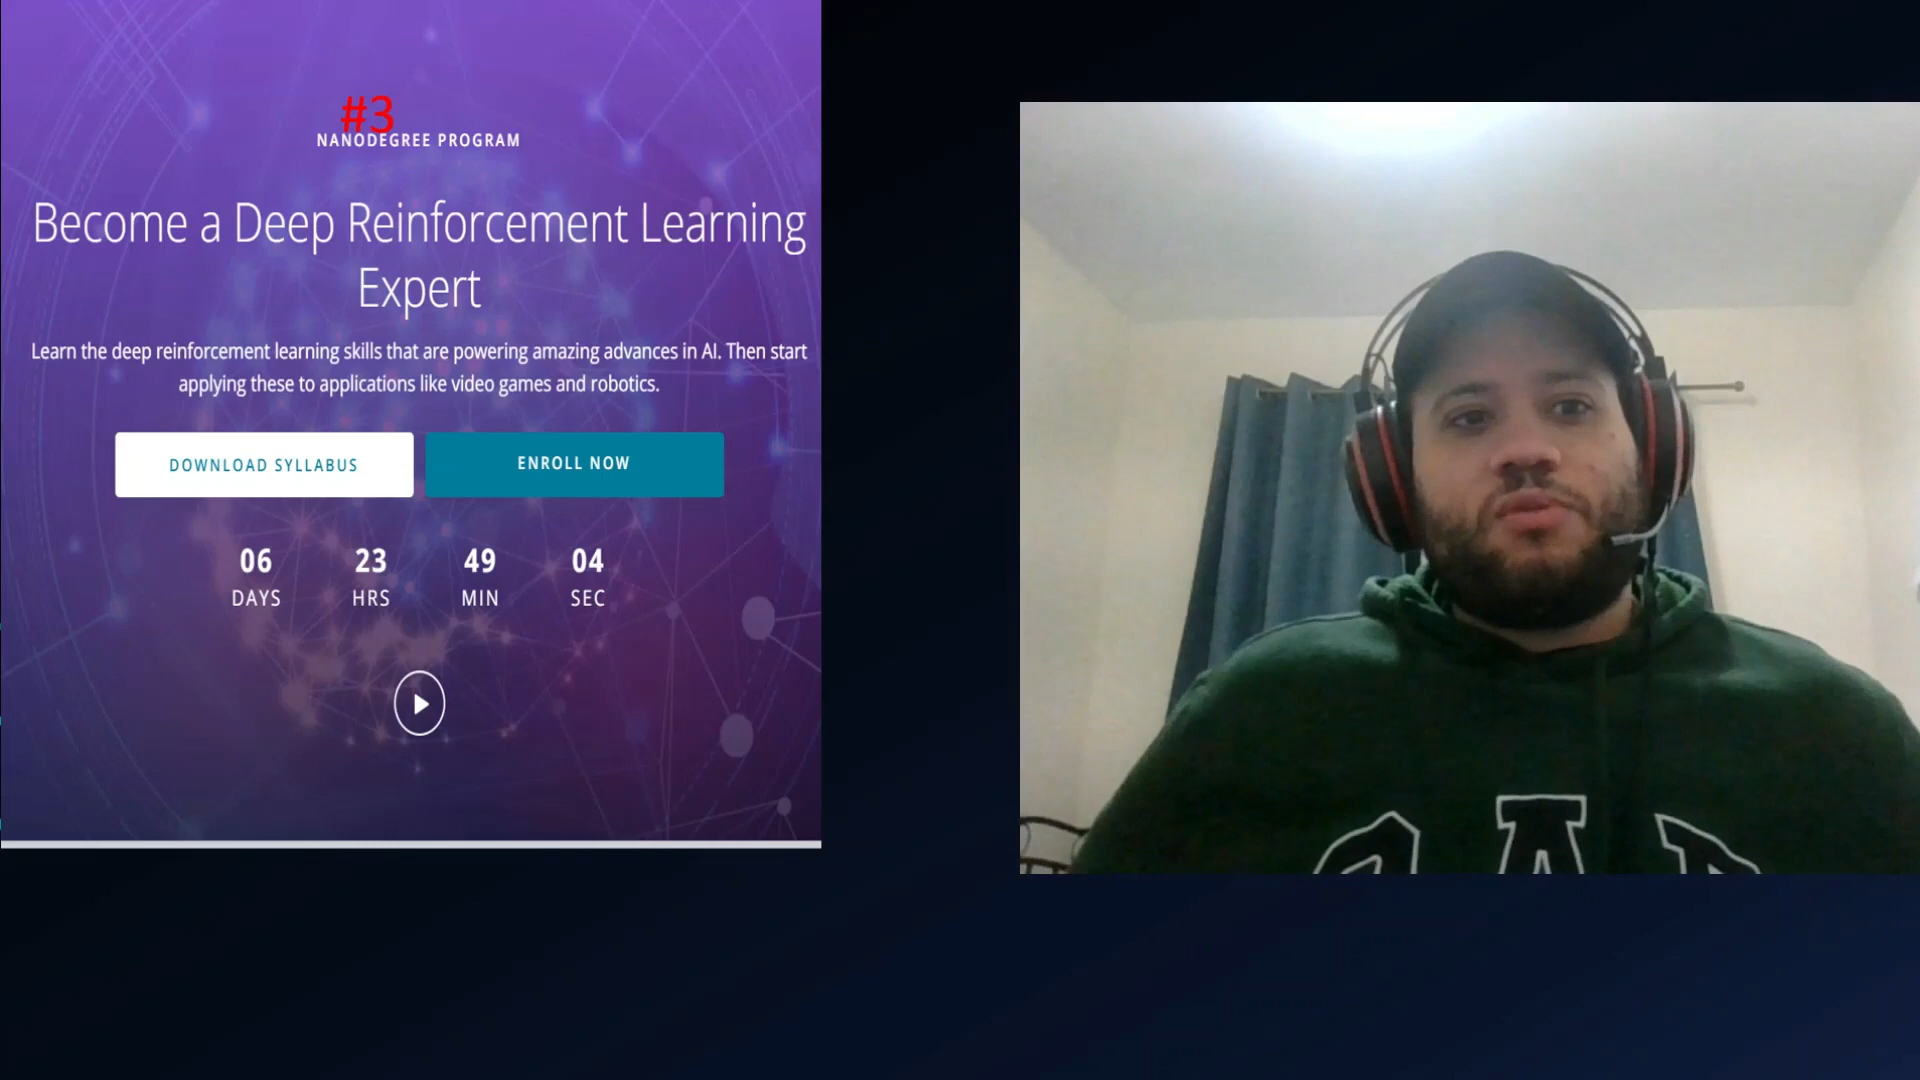 #3
NANODEGREE PROGRAM
Become a Deep Reinforcement Learning
Expert
Learn the deep reinforcement learning skills that are powering amazing advances in AI. Then start
applying these to applications like video games and robotics.
DOWNLOAD SYLLABUS
ENROLL NOW
06 23 49 04
DAYS HRS MIN SEC
GAP